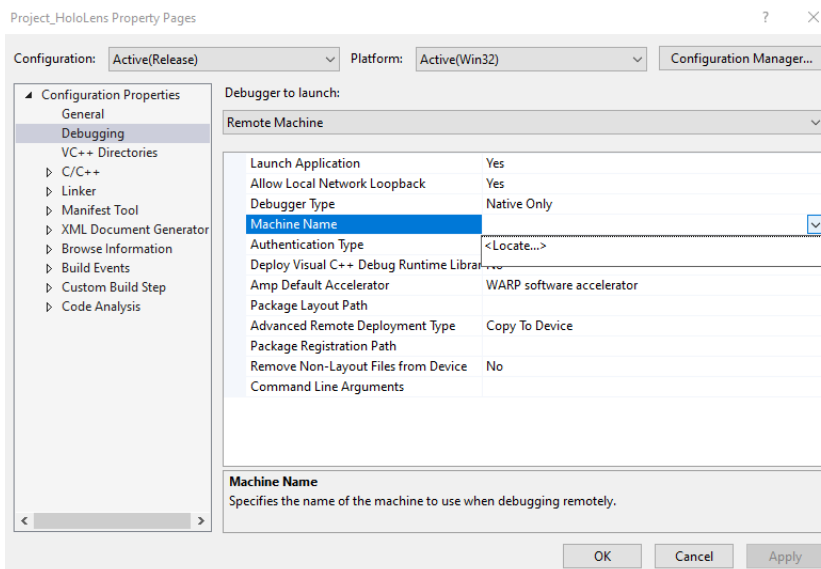 Project_HoloLens Property Pages
Configuration: Active(Release) Platform: Active(Win32) Configuration Manager...
Configuration Properties
General
Debugging
VC++ Directories
C/C++
Linker
Manifest Tool
XML Document Generator
Browse Information
Build Events
Custom Build Step
Code Analysis
Debugger to launch:
Remote Machine
Launch Application Yes
Allow Local Network Loopback Yes
Debugger Type Native Only
Machine Name
Authentication Type <Locate...>
Deploy Visual C++ Debug Runtime Librar
Amp Default Accelerator WARP software accelerator
Package Layout Path
Advanced Remote Deployment Type Copy To Device
Package Registration Path
Remove Non-Layout Files from Device No
Command Line Arguments
Machine Name
Specifies the name of the machine to use when debugging remotely.
OK Cancel Apply